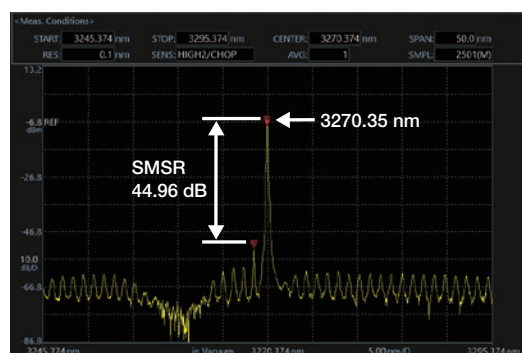 <Meas. Conditions>
START: 3245.374 nm STOP: 3295.374 nm CENTER: 3270.374 nm SPAN: 50.0 nm
RES: 0.1 nm SENS: HIGH2/CHOP AVG: 1 SMPL: 2501(M)
13.2
-6.8 REF
dBm
3270.35 nm
SMSR
44.96 dB
-26.8
-46.8
10.0
dB/D
-66.8
-86.8
3245.374 nm in Vacuum 3270.374 nm 5.00 nm/D 3295.374 nm